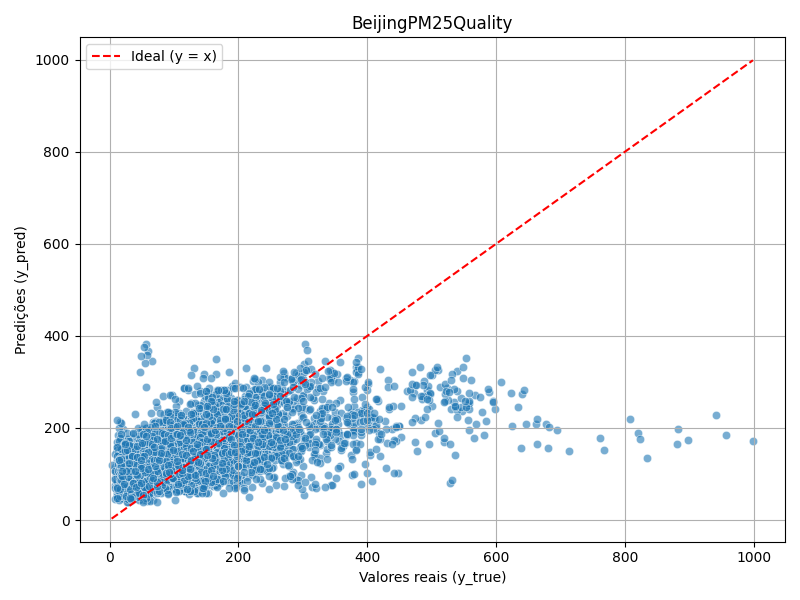 BeijingPM25Quality
Ideal (y = x)
1000
800
600
400
200
0
Predições (y_pred)
0 200 400 600 800 1000
Valores reais (y_true)